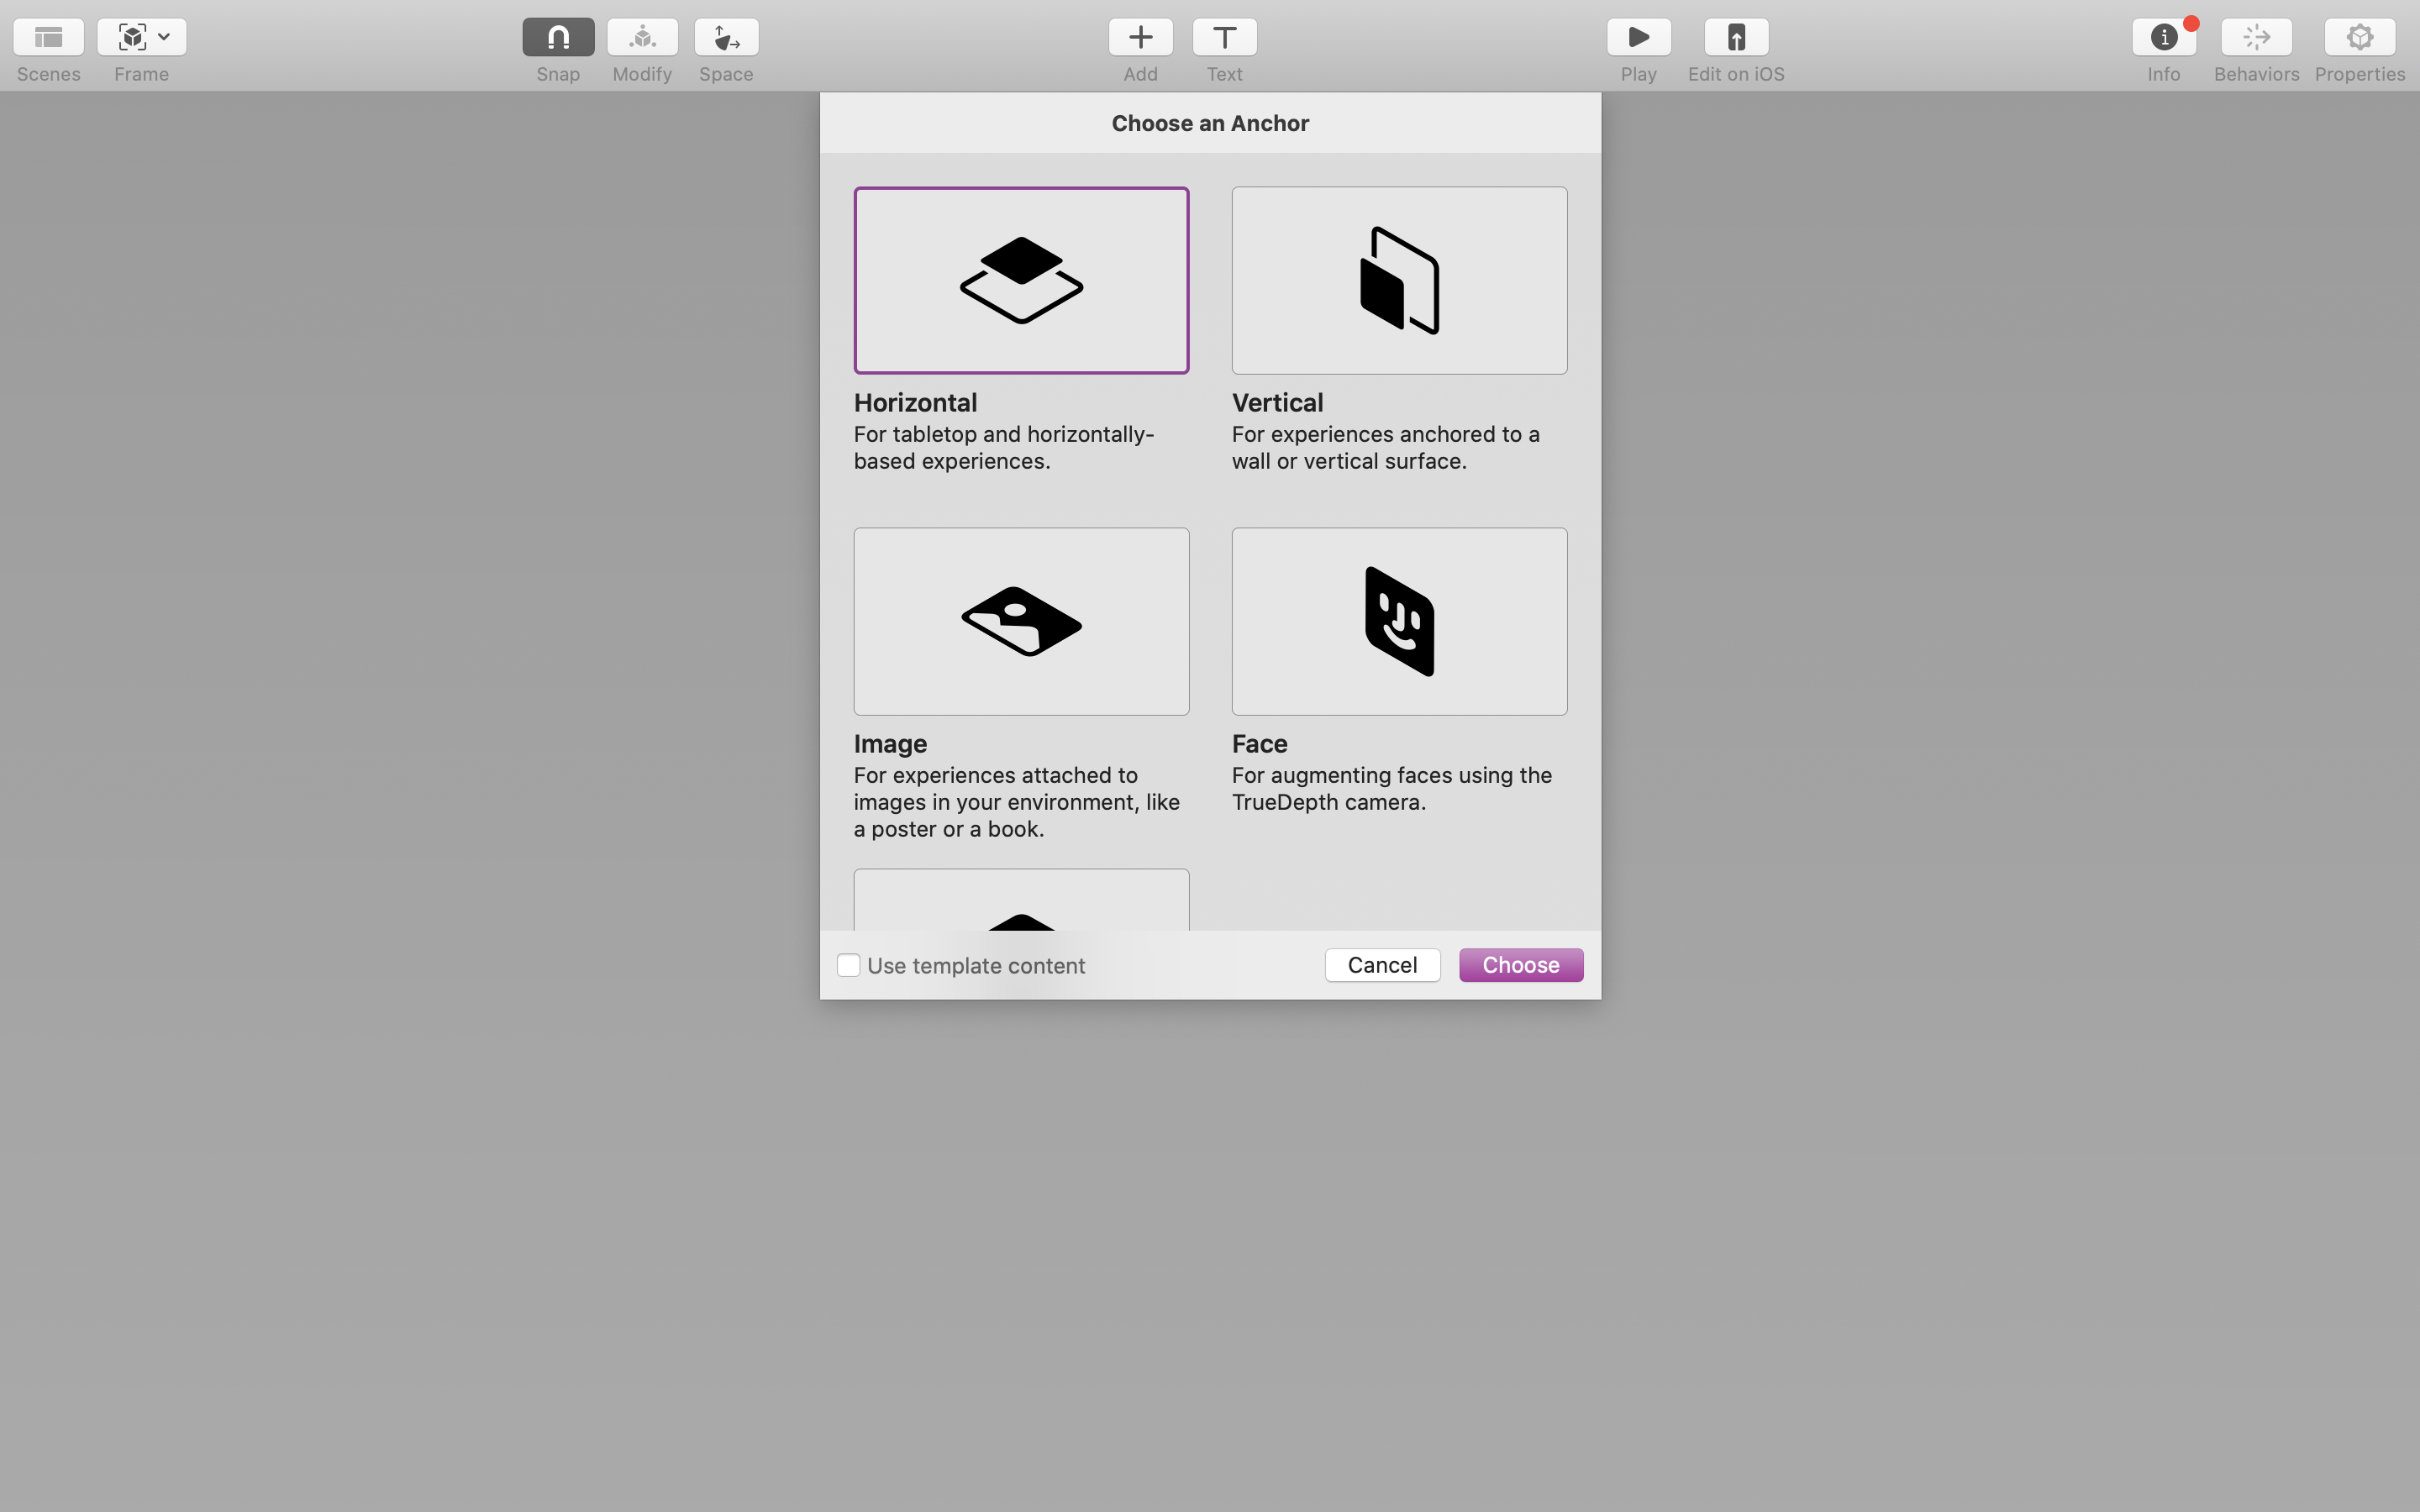 Scenes
Frame
Snap
Modify
Space
Add
Text
Play
Edit on iOS
Info
Behaviors
Properties
Choose an Anchor
Horizontal
For tabletop and horizontally-
based experiences.
Vertical
For experiences anchored to a
wall or vertical surface.
Image
For experiences attached to
images in your environment, like
a poster or a book.
Face
For augmenting faces using the
TrueDepth camera.
Use template content
Cancel
Choose